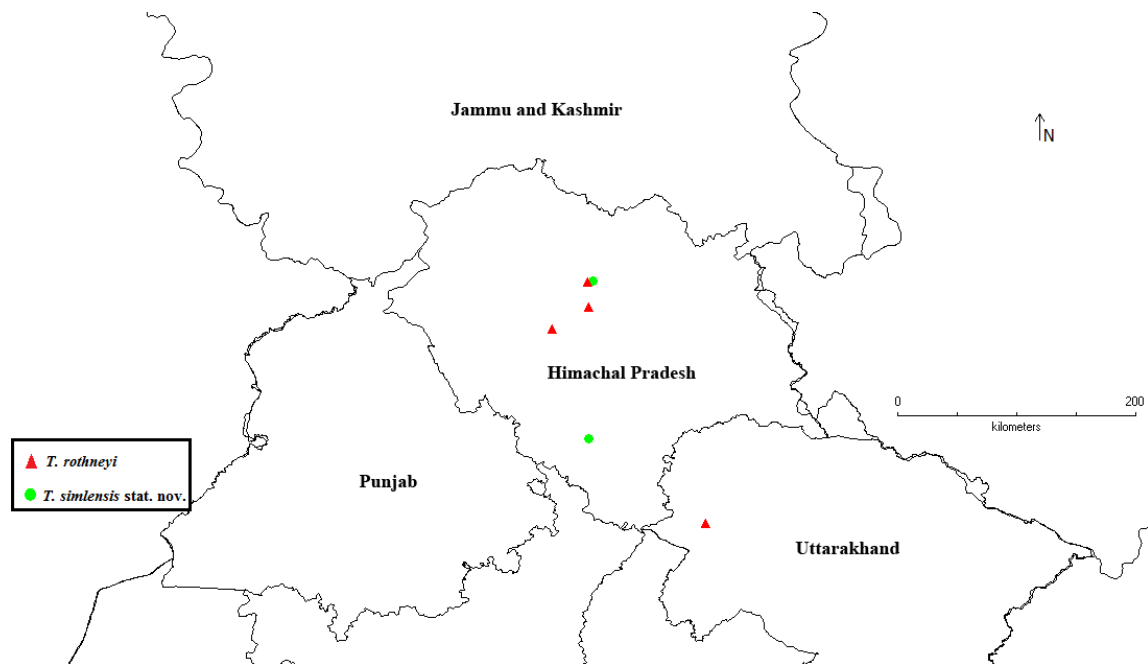 Jammu and Kashmir
N
Himachal Pradesh
0 200
kilometers
T. rothneyi
T. simlensis stat. nov.
Punjab
Uttarakhand